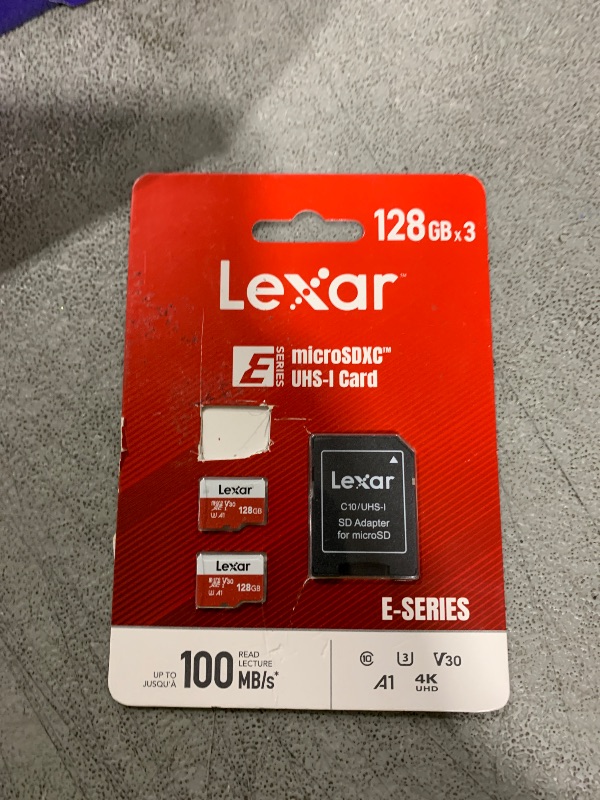 128GB x 3
Lexar™
E SERIES
microSDXC™
UHS-I Card
Lexar
V30
A1
128GB
Lexar
V30
A1
128GB
Lexar
C10/UHS-I
SD Adapter
for microSD
E-SERIES
UP TO
JUSQU'À
100
READ
LECTURE
MB/s*
10
3
V30
A1
4K
UHD